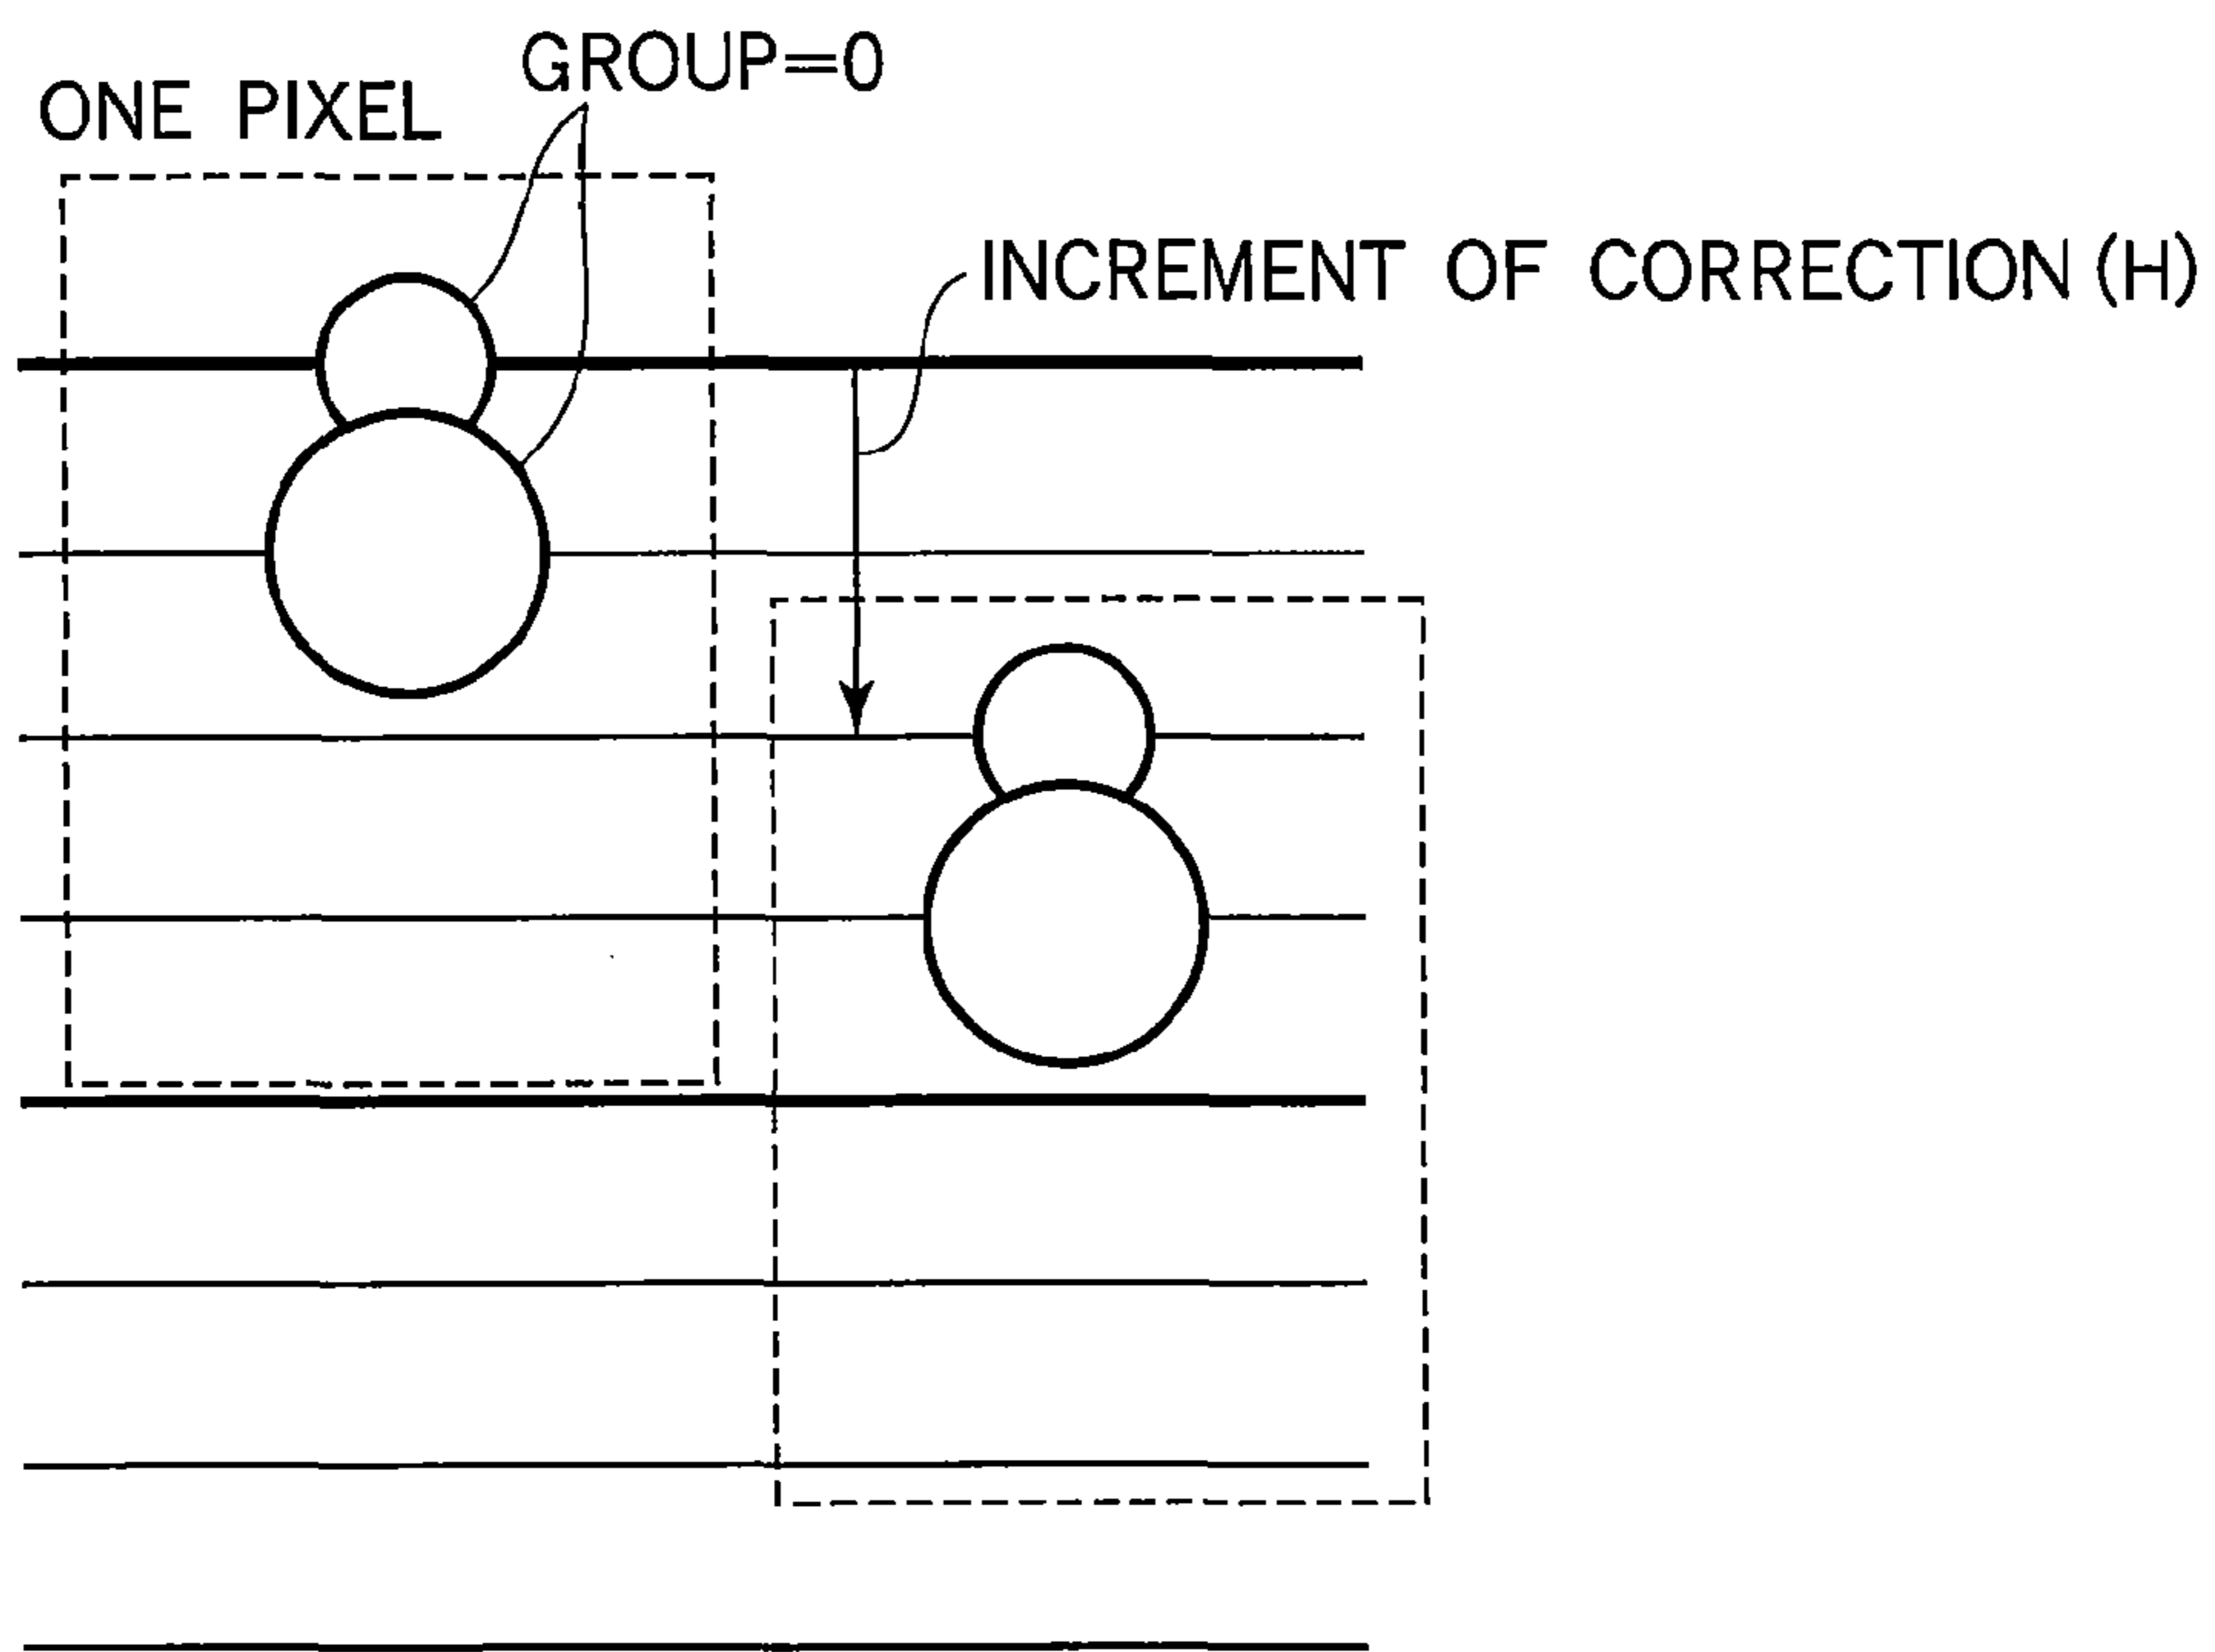 GROUP=0
ONE PIXEL
INCREMENT OF CORRECTION (H)